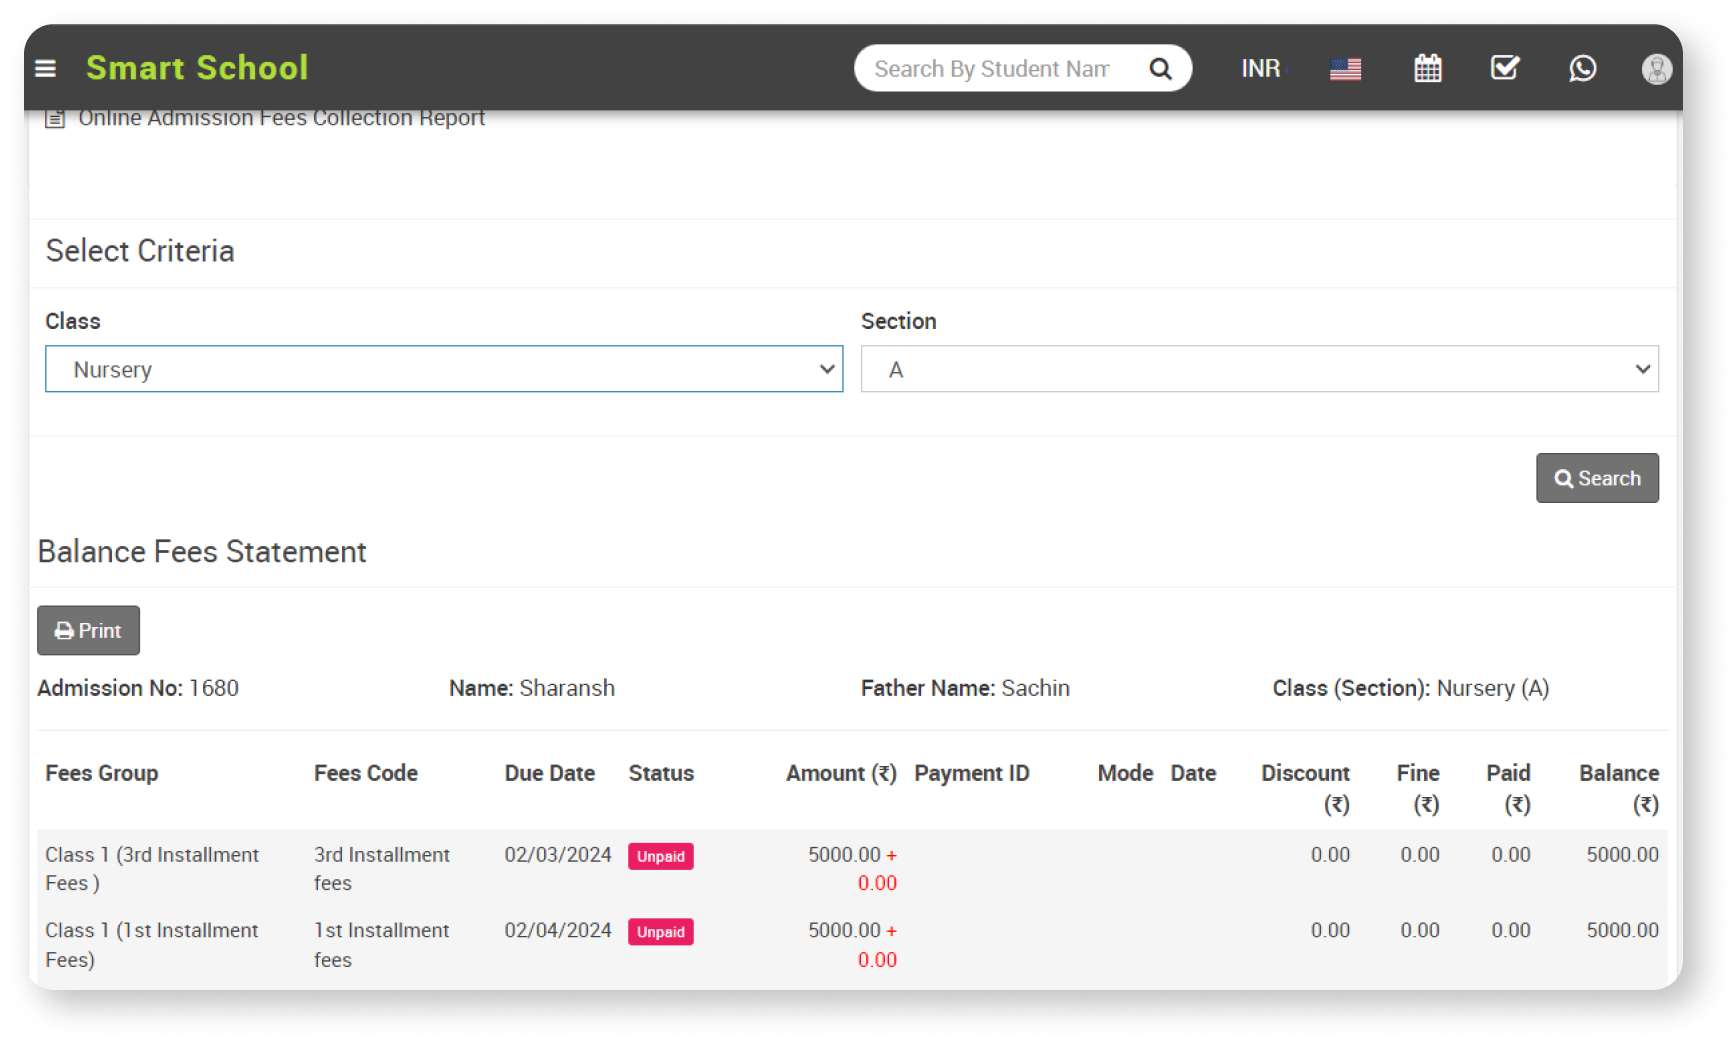 Smart School
Search By Student Nam
INR
Online Admission Fees Collection Report
Select Criteria
Class
Section
Nursery
A
Search
Balance Fees Statement
Print
Admission No: 1680 Name: Sharansh Father Name: Sachin Class (Section): Nursery (A)
Fees Group Fees Code Due Date Status Amount (₹) Payment ID Mode Date Discount Fine Paid Balance
(₹) (₹) (₹) (₹)
Class 1 (3rd Installment 3rd Installment 02/03/2024 Unpaid 5000.00 + 0.00 0.00 0.00 5000.00
Fees ) fees 0.00
Class 1 (1st Installment 1st Installment 02/04/2024 Unpaid 5000.00 + 0.00 0.00 0.00 5000.00
Fees) fees 0.00